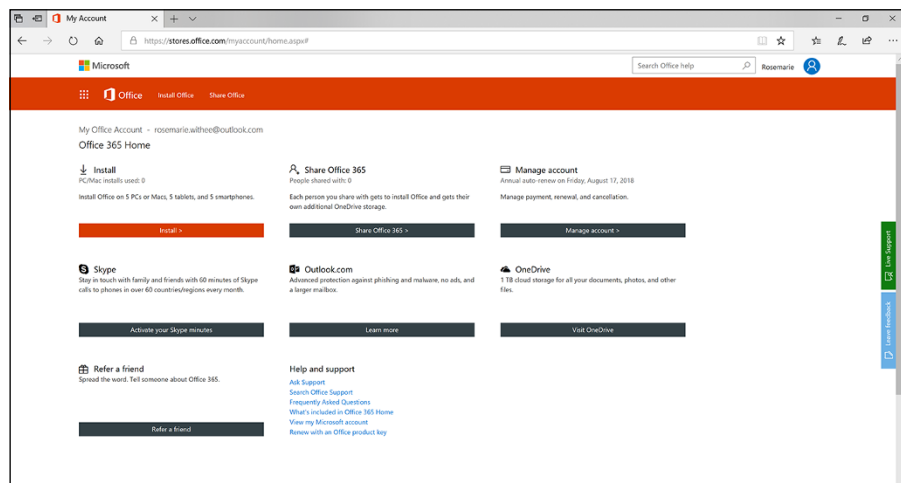 My Account
https://stores.office.com/myaccount/home.aspx#
Microsoft
Search Office help
Rosemarie
Office
Install Office
Share Office
My Office Account - rosemarie.withee@outlook.com
Office 365 Home
Install
PC/Mac installs used: 0
Install Office on 5 PCs or Macs, 5 tablets, and 5 smartphones.
Install >
Share Office 365
People shared with: 0
Each person you share with gets to install Office and gets their
own additional OneDrive storage.
Share Office 365 >
Manage account
Annual auto-renew on Friday, August 17, 2018
Manage payment, renewal, and cancellation.
Manage account >
Skype
Stay in touch with family and friends with 60 minutes of Skype
calls to phones in over 60 countries/regions every month.
Activate your Skype minutes
Outlook.com
Advanced protection against phishing and malware, no ads, and
a larger mailbox.
Learn more
OneDrive
1 TB cloud storage for all your documents, photos, and other
files.
Visit OneDrive
Refer a friend
Spread the word. Tell someone about Office 365.
Refer a friend
Help and support
Ask Support
Search Office Support
Frequently Asked Questions
What's included in Office 365 Home
View my Microsoft account
Renew with an Office product key
Live Support
Leave feedback